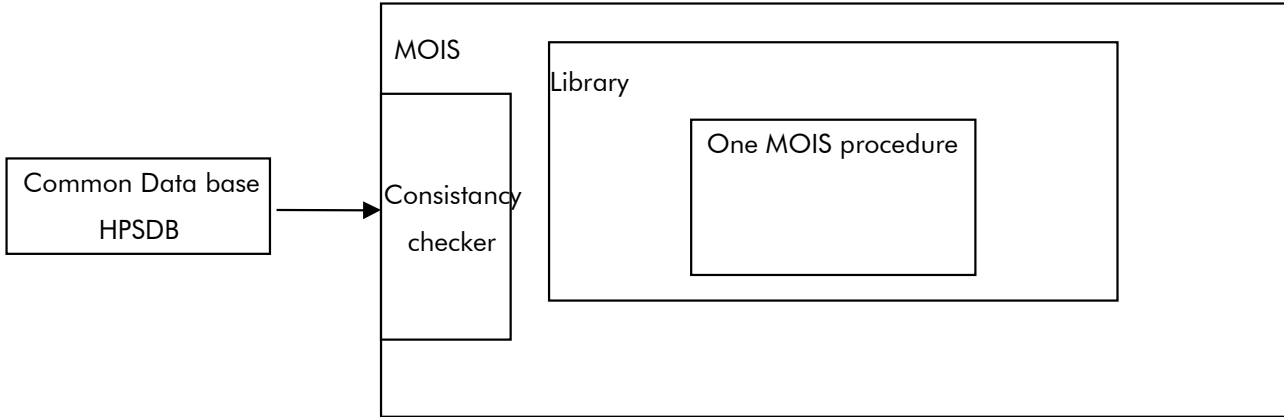 MOIS
Library
One MOIS procedure
Common Data base
HPSDB
Consistancy
checker